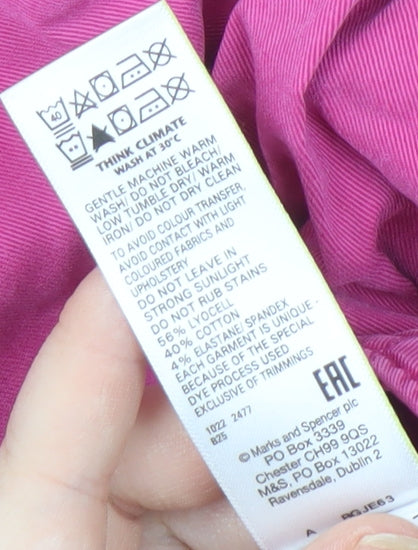 40
THINK CLIMATE
WASH AT 30°C
GENTLE MACHINE WARM
WASH/ DO NOT BLEACH/
LOW TUMBLE DRY/ WARM
IRON/ DO NOT DRY CLEAN
TO AVOID COLOUR TRANSFER,
AVOID CONTACT WITH LIGHT
COLOURED FABRICS AND
UPHOLSTERY
DO NOT LEAVE IN
STRONG SUNLIGHT
DO NOT RUB STAINS
56% LYOCELL
40% COTTON
4% ELASTANE/SPANDEX
EACH GARMENT IS UNIQUE -
BECAUSE OF THE SPECIAL
DYE PROCESS USED
EXCLUSIVE OF TRIMMINGS
EAC
1022 2477
B25
© Marks and Spencer plc
PO Box 3339
Chester CH99 9QS
M&S, PO Box 13022
Ravensdale, Dublin 2
A